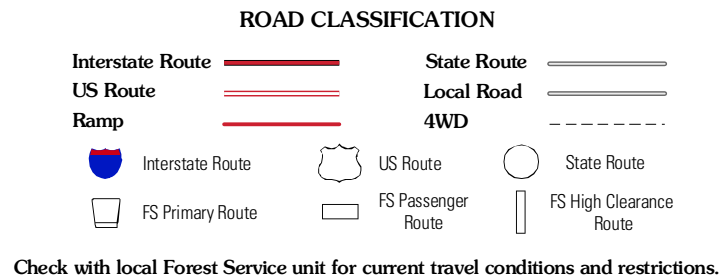 ROAD CLASSIFICATION
Interstate Route
State Route
US Route
Local Road
Ramp
4WD
Interstate Route
US Route
State Route
FS Primary Route
FS Passenger
Route
FS High Clearance
Route
Check with local Forest Service unit for current travel conditions and restrictions.